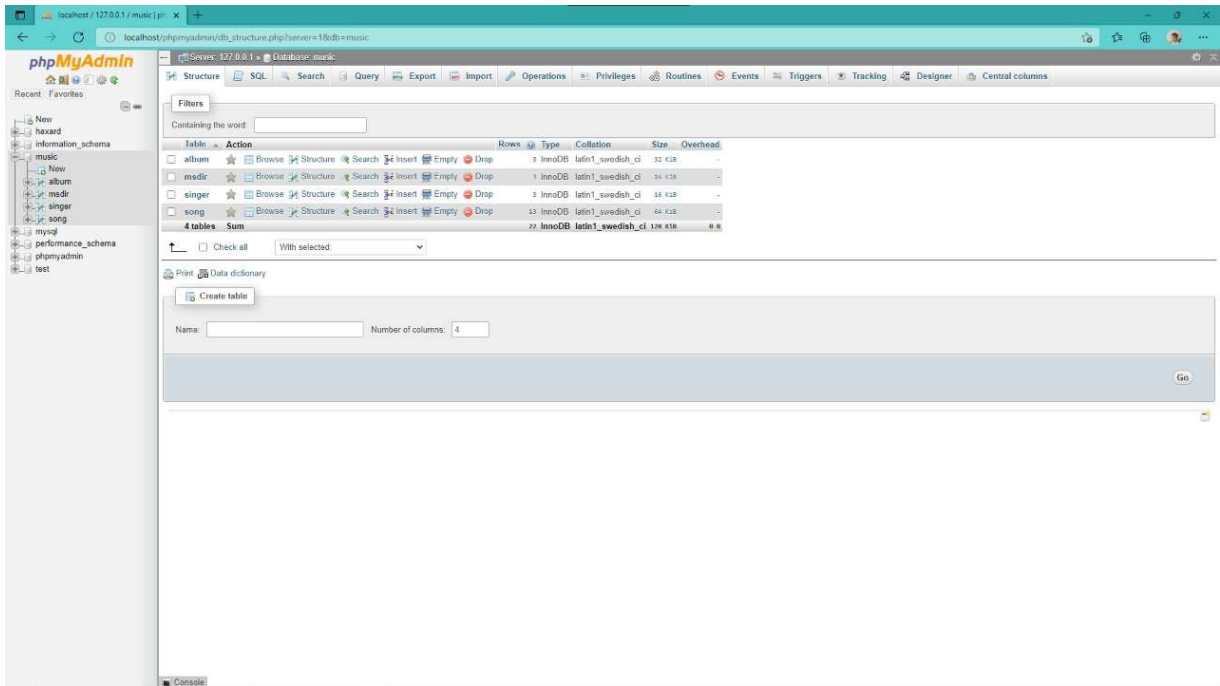 localhost / 127.0.0.1 / music | ph
localhost/phpmyadmin/db_structure.php?server=1&db=music
phpMyAdmin
Recent Favorites
New
haxard
information_schema
music
New
album
msdir
singer
song
mysql
performance_schema
phpmyadmin
test
Server: 127.0.0.1 » Database: music
Structure SQL Search Query Export Import Operations Privileges Routines Events Triggers Tracking Designer Central columns
Filters
Containing the word:
Table Action Rows Type Collation Size Overhead
album Browse Structure Search Insert Empty Drop 3 InnoDB latin1_swedish_ci 32 KiB -
msdir Browse Structure Search Insert Empty Drop InnoDB latin1_swedish_ci 16 KiB -
singer Browse Structure Search Insert Empty Drop 3 InnoDB latin1_swedish_ci 16 KiB -
song Browse Structure Search Insert Empty Drop 13 InnoDB latin1_swedish_ci 64 KiB -
4 tables Sum 22 InnoDB latin1_swedish_ci 128 KiB 0 B
Check all With selected:
Print Data dictionary
Create table
Name: Number of columns: 4
Go
Console